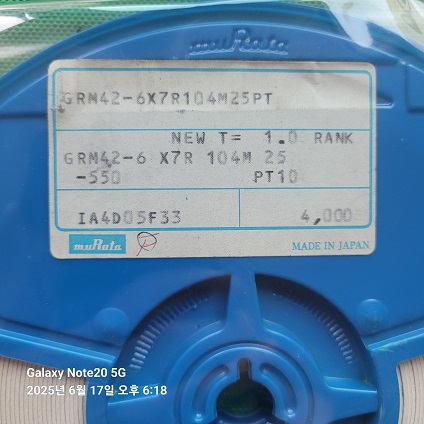 muRata
GRM42-6X7R104M25PT
NEW T= 1.0 RANK
GRM42-6 X7R 104M 25
-550 PT10
IA4D05F33 4,000
muRata
MADE IN JAPAN
muRata
Galaxy Note20 5G
2025년 6월 17일 오후 6:18